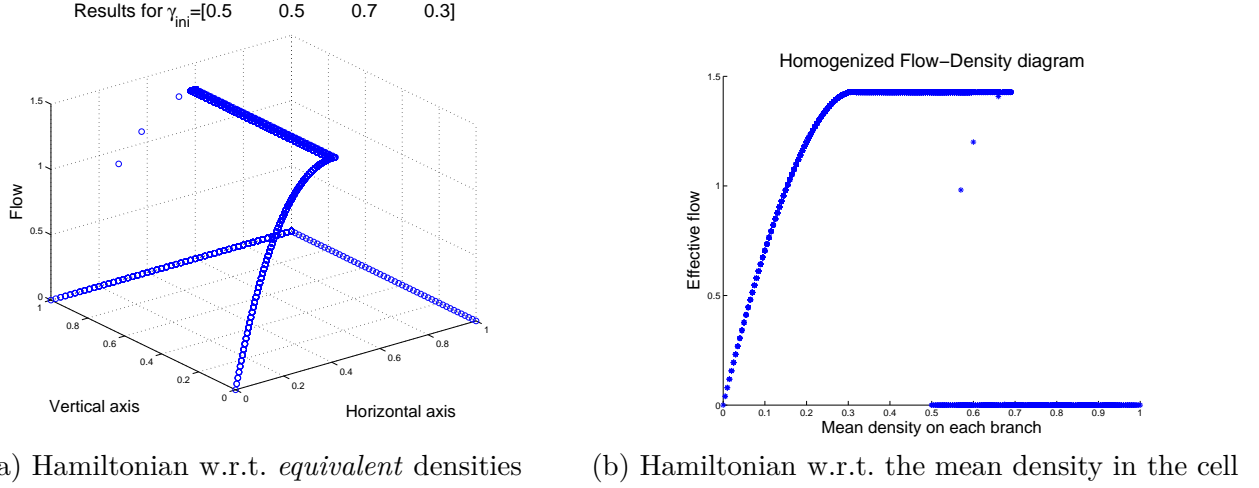 Results for γini=[0.5 0.5 0.7 0.3]
Flow
1.5
1
0.5
0
1
0.8
0.6
0.4
0.2
0
0
0.2
0.4
0.6
0.8
1
Vertical axis
Horizontal axis
a) Hamiltonian w.r.t. equivalent densities
Homogenized Flow−Density diagram
Effective flow
1.5
1
0.5
0
0 0.1 0.2 0.3 0.4 0.5 0.6 0.7 0.8 0.9 1
Mean density on each branch
(b) Hamiltonian w.r.t. the mean density in the cell